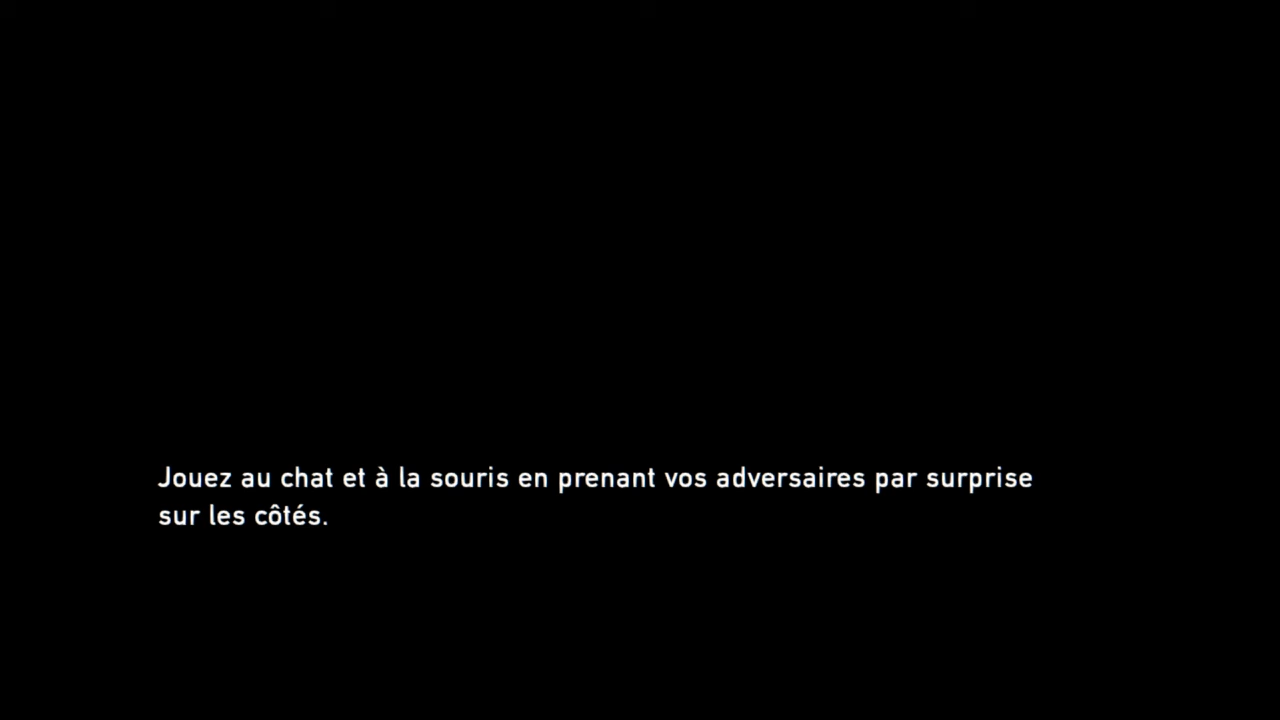 Jouez au chat et à la souris en prenant vos adversaires par surprise
sur les côtés.